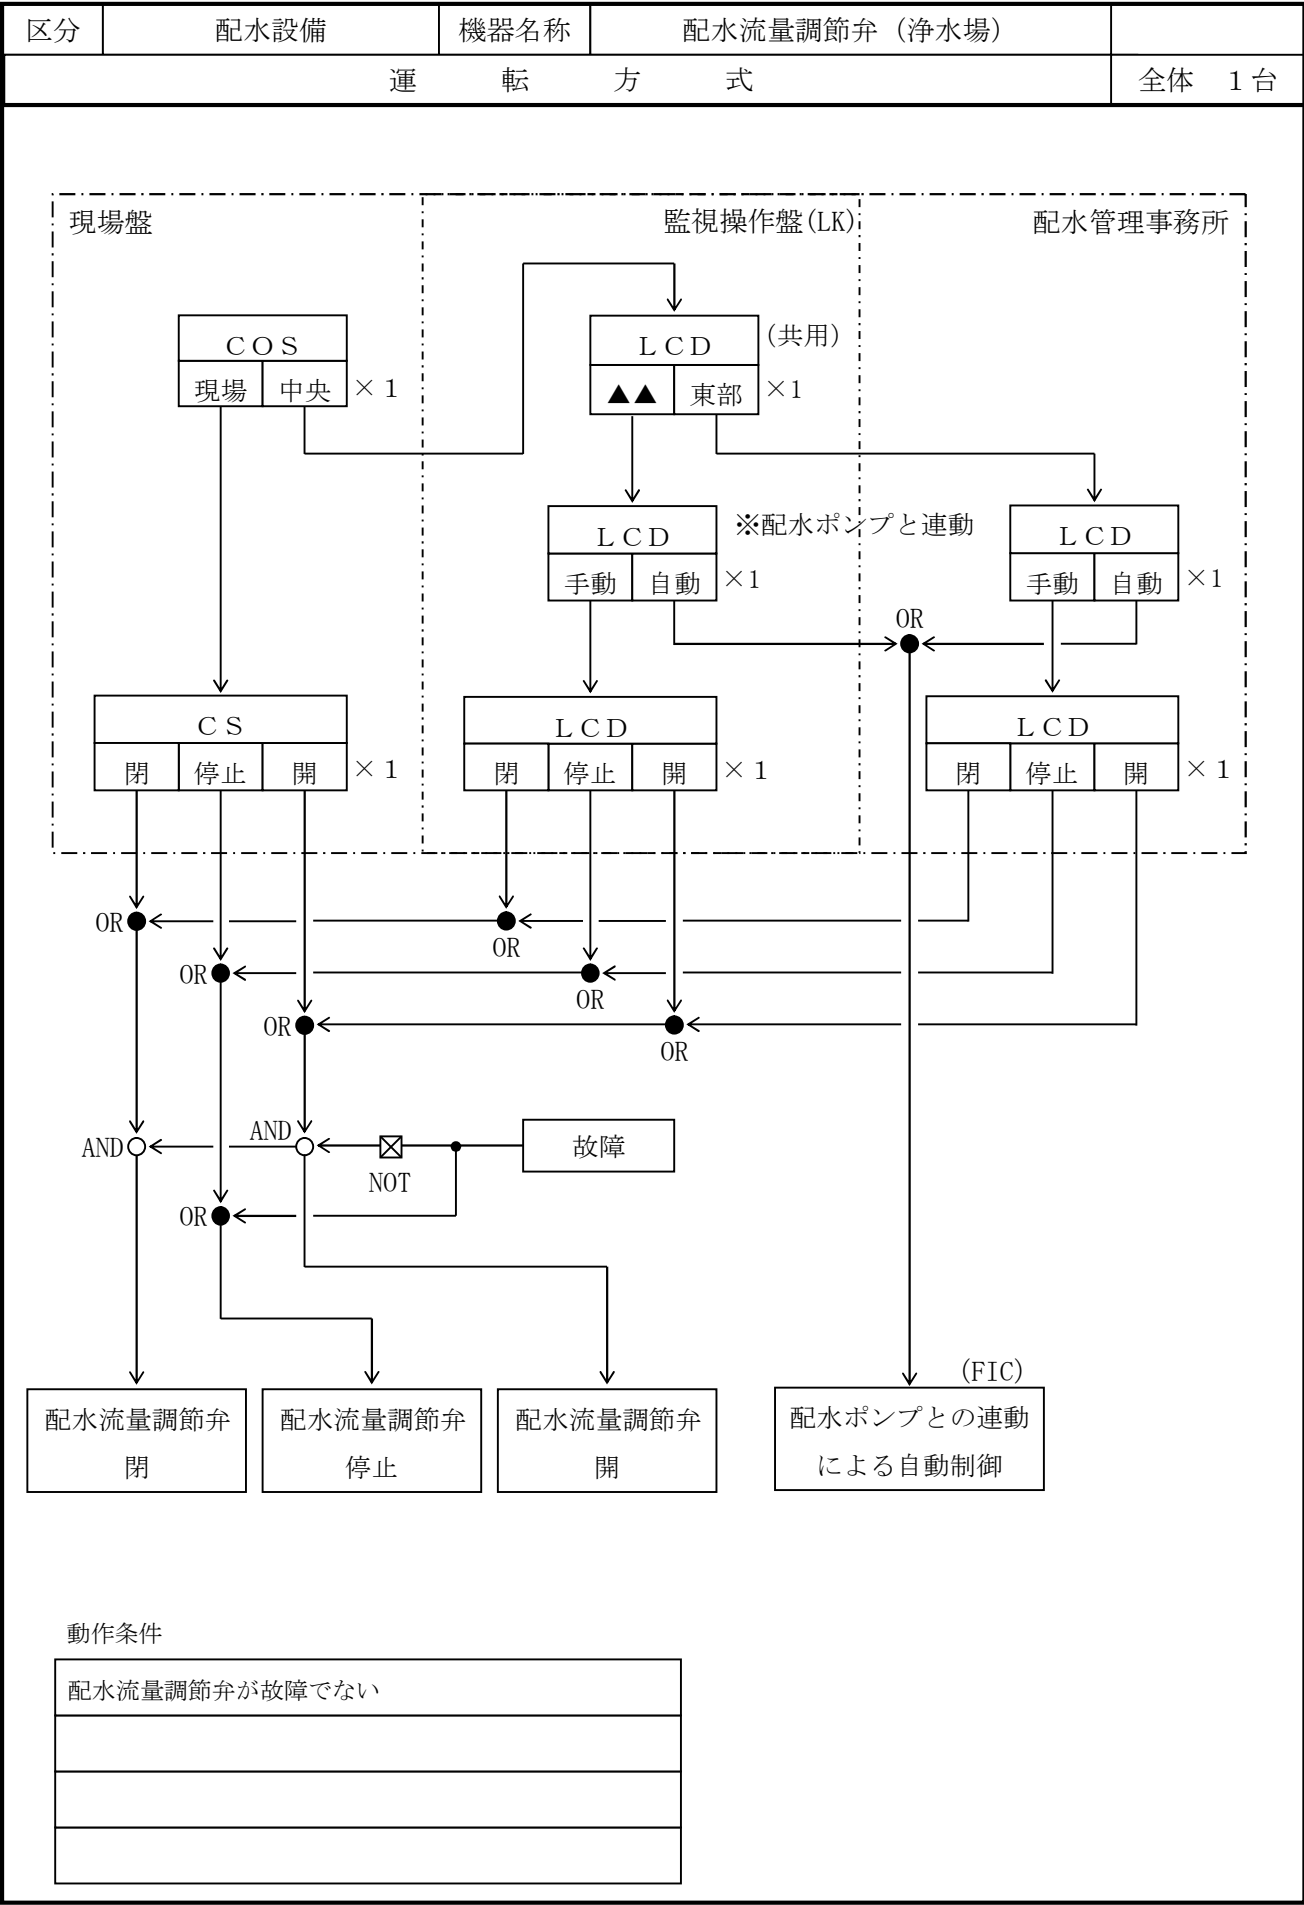 区分 配水設備 機器名称 配水流量調節弁（浄水場）
運 転 方 式 全体 １台
現場盤 監視操作盤(LK) 配水管理事務所
ＣＯＳ
現場 中央 ×１
ＬＣＤ (共用)
▲▲ 東部 ×1
ＬＣＤ ※配水ポンプと連動
手動 自動 ×1
ＬＣＤ
手動 自動 ×1
OR
ＣＳ
閉 停止 開 ×１
ＬＣＤ
閉 停止 開 ×１
ＬＣＤ
閉 停止 開 ×１
OR
OR
OR
OR
OR
OR
AND
AND
故障
NOT
OR
(FIC)
配水流量調節弁
閉
配水流量調節弁
停止
配水流量調節弁
開
配水ポンプとの連動
による自動制御
動作条件
配水流量調節弁が故障でない